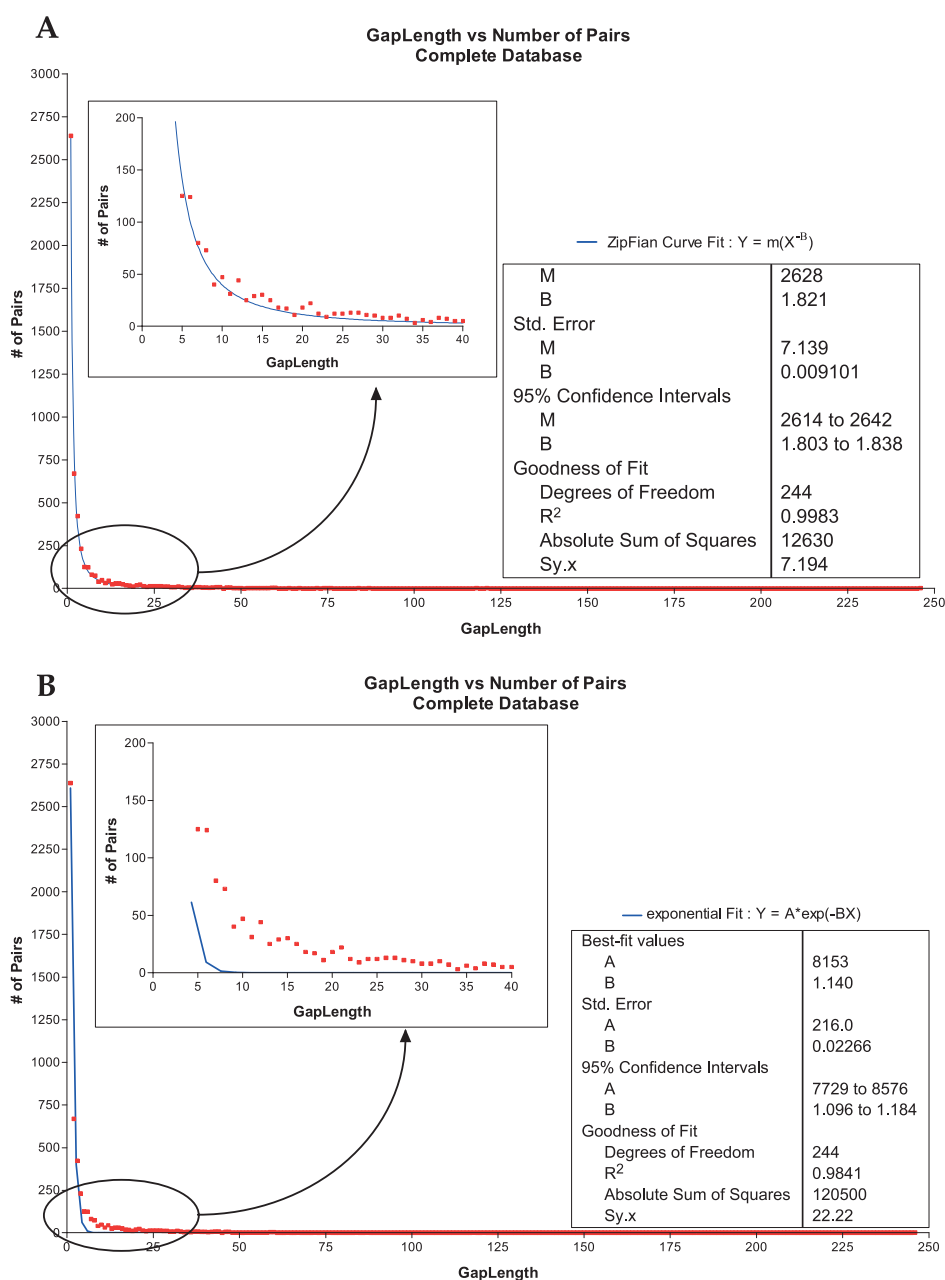 A
GapLength vs Number of Pairs
Complete Database
3000
2750
2500
2250
2000
1750
1500
1250
1000
750
500
250
0
# of Pairs
0 25 50 75 100 125 150 175 200 225 250
GapLength
200
150
100
50
0
# of Pairs
0 5 10 15 20 25 30 35 40
GapLength
ZipFian Curve Fit : Y = m(X^-B)
M 2628
B 1.821
Std. Error
M 7.139
B 0.009101
95% Confidence Intervals
M 2614 to 2642
B 1.803 to 1.838
Goodness of Fit
Degrees of Freedom 244
R² 0.9983
Absolute Sum of Squares 12630
Sy.x 7.194
B
GapLength vs Number of Pairs
Complete Database
3000
2750
2500
2250
2000
1750
1500
1250
1000
750
500
250
0
# of Pairs
0 25 50 75 100 125 150 175 200 225 250
GapLength
200
150
100
50
0
# of Pairs
0 5 10 15 20 25 30 35 40
GapLength
exponential Fit : Y = A*exp(-BX)
Best-fit values
A 8153
B 1.140
Std. Error
A 216.0
B 0.02266
95% Confidence Intervals
A 7729 to 8576
B 1.096 to 1.184
Goodness of Fit
Degrees of Freedom 244
R² 0.9841
Absolute Sum of Squares 120500
Sy.x 22.22